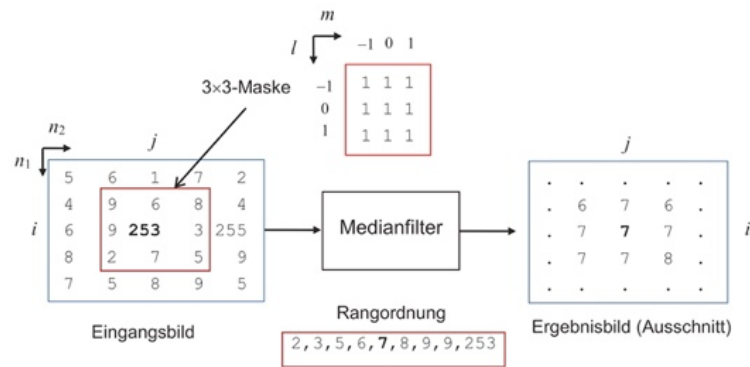 m
l
−1 0 1
−1 1 1 1
0 1 1 1
1 1 1 1
3×3-Maske
n2
n1
j
5 6 1 7 2
4 9 6 8 4
i 6 9 253 3 255
8 2 7 5 9
7 5 8 9 5
Eingangsbild
Medianfilter
Rangordnung
2,3,5,6,7,8,9,9,253
j
. . . . .
. 6 7 6 .
. 7 7 7 . i
. 7 7 8 .
. . . . .
Ergebnisbild (Ausschnitt)